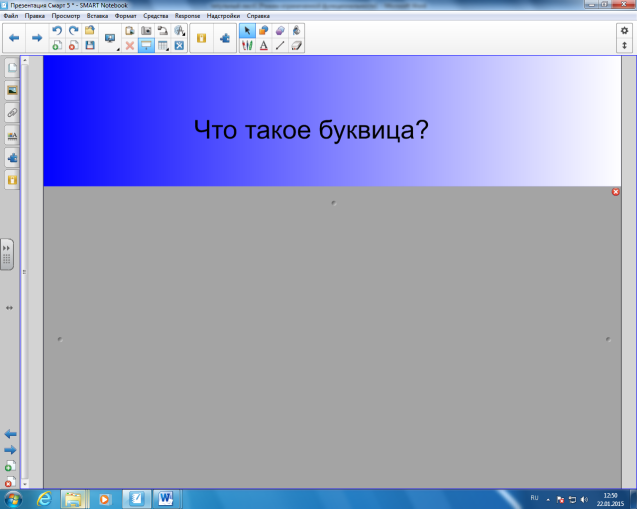 Презентация Смарт 5 * - SMART Notebook
Файл Правка Просмотр Вставка Формат Средства Response Надстройки Справка
Что такое буквица?
RU
12:50
22.01.2015